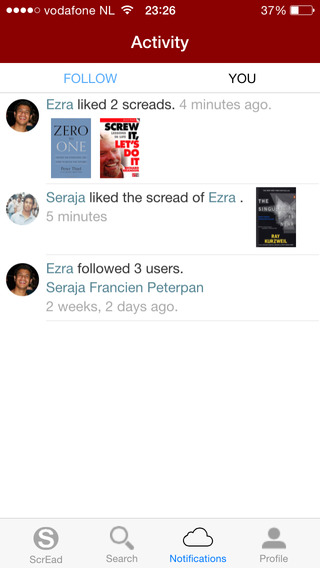 vodafone NL 23:26 37%
Activity
FOLLOW YOU
Ezra liked 2 screads. 4 minutes ago.
ZERO TO ONE
SCREW IT, LET'S DO IT
Seraja liked the scread of Ezra .
5 minutes
THE
RAY
KURZWEIL
Ezra followed 3 users.
Seraja Francien Peterpan
2 weeks, 2 days ago.
S
ScrEad Search Notifications Profile